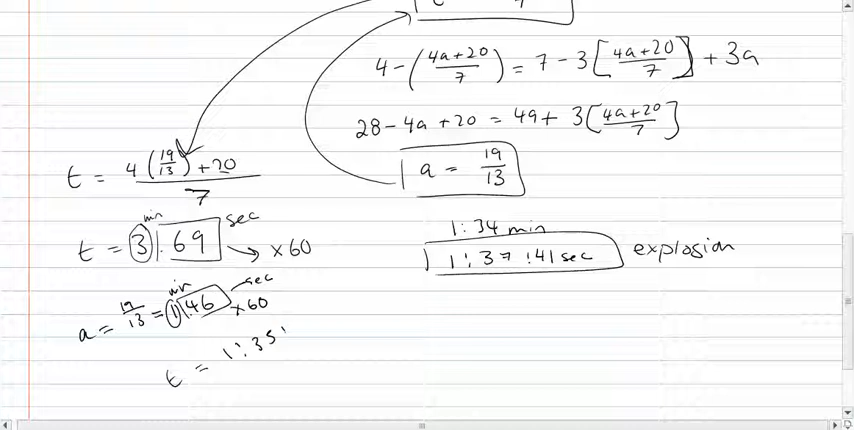 4 - (4a+20/7) = 7 - 3[4a+20/7] + 3a
28 - 4a + 20 = 49 + 3[4a+20/7]
a = 19/13
t = 4(19/13) + 20 / 7
min sec
t = 3.69 → x60
1:34 min
1:37:41 sec explosion
min sec
a = 19/13 = 1.46 x60
t = 1:35